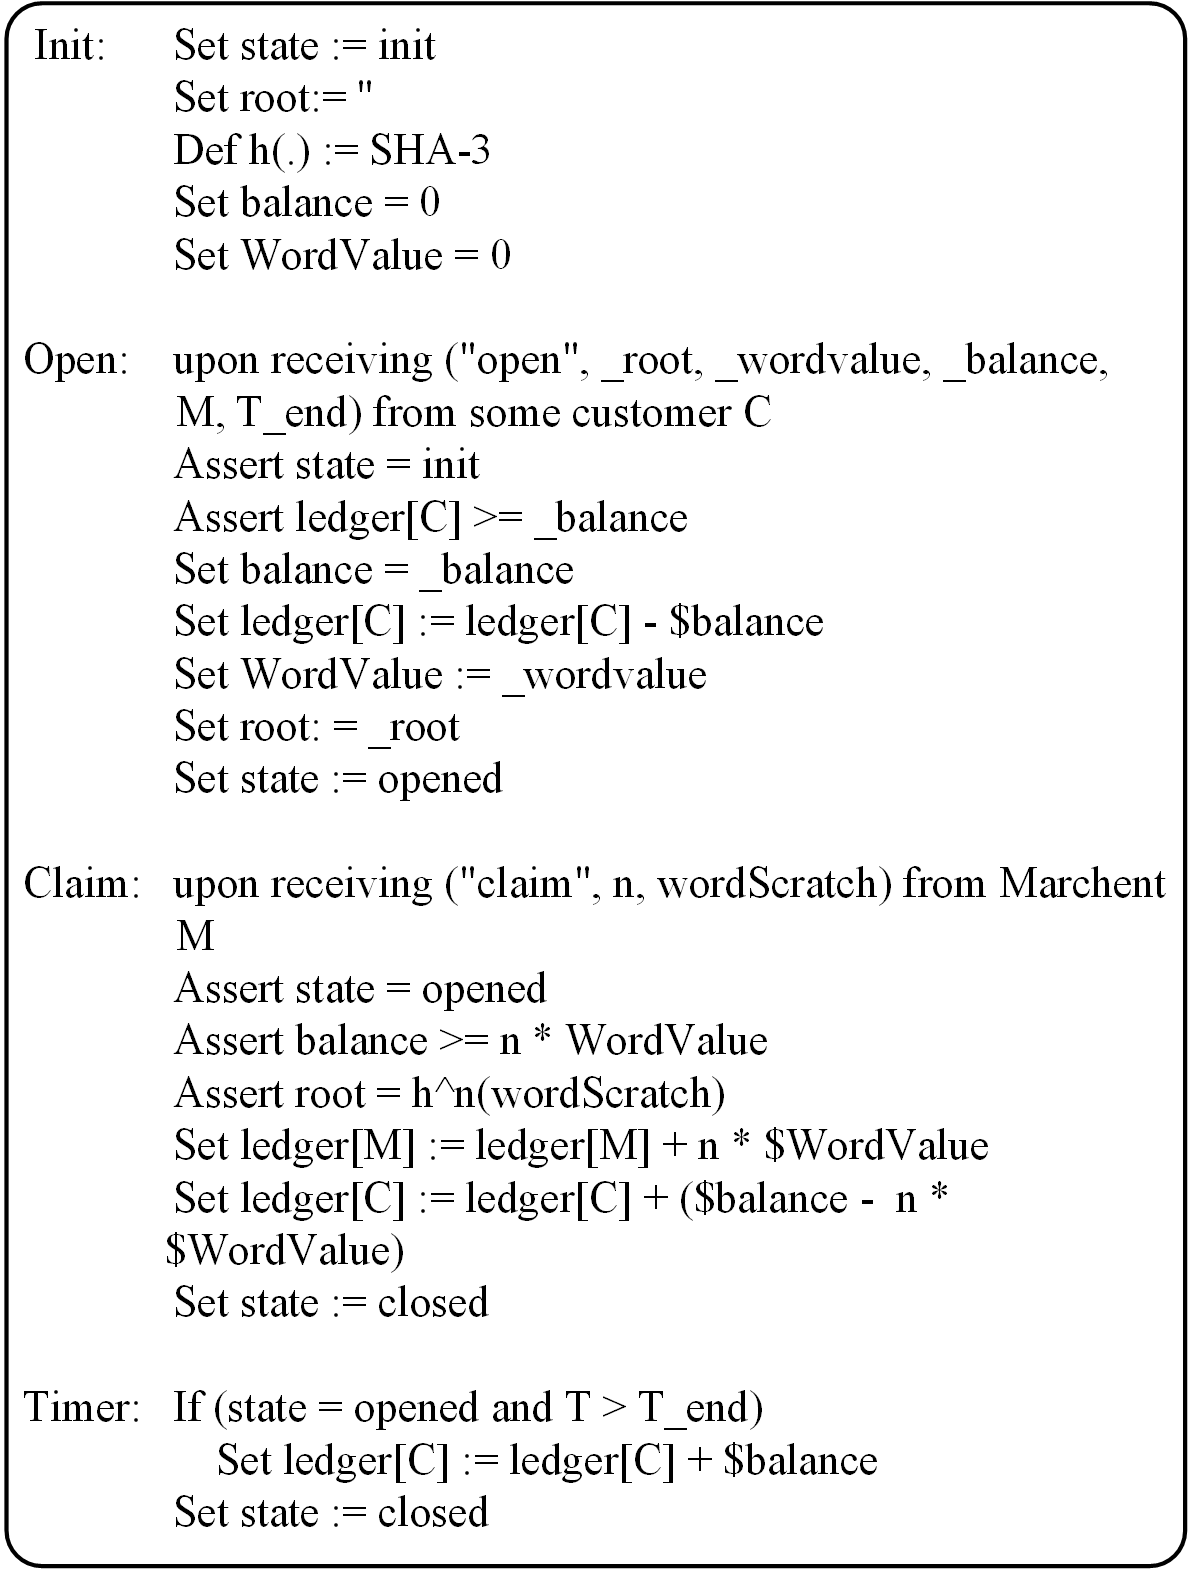 Init: Set state := init
Set root:= "
Def h(.) := SHA-3
Set balance = 0
Set WordValue = 0
Open: upon receiving ("open", _root, _wordvalue, _balance,
M, T_end) from some customer C
Assert state = init
Assert ledger[C] >= _balance
Set balance = _balance
Set ledger[C] := ledger[C] - $balance
Set WordValue := _wordvalue
Set root: = _root
Set state := opened
Claim: upon receiving ("claim", n, wordScratch) from Marchent
M
Assert state = opened
Assert balance >= n * WordValue
Assert root = h^n(wordScratch)
Set ledger[M] := ledger[M] + n * $WordValue
Set ledger[C] := ledger[C] + ($balance - n *
$WordValue)
Set state := closed
Timer: If (state = opened and T > T_end)
Set ledger[C] := ledger[C] + $balance
Set state := closed